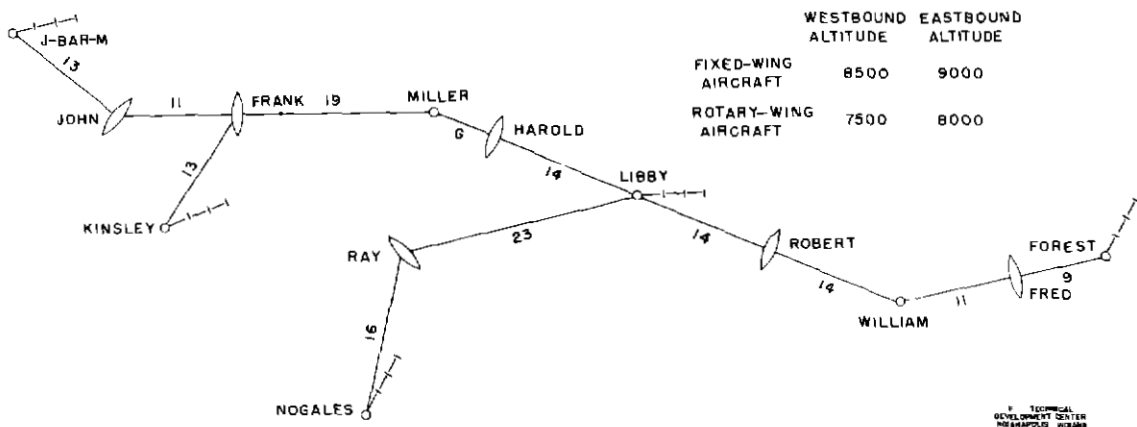 WESTBOUND EASTBOUND
ALTITUDE ALTITUDE
FIXED-WING
AIRCRAFT 8500 9000
ROTARY-WING
AIRCRAFT 7500 8000
J-BAR-M
13
JOHN
11
FRANK
19
MILLER
6
HAROLD
14
LIBBY
13
KINSLEY
RAY
23
14
ROBERT
14
WILLIAM
11
FOREST
9
FRED
16
NOGALES
TECHNICAL
DEVELOPMENT CENTER
INDIANAPOLIS INDIANA